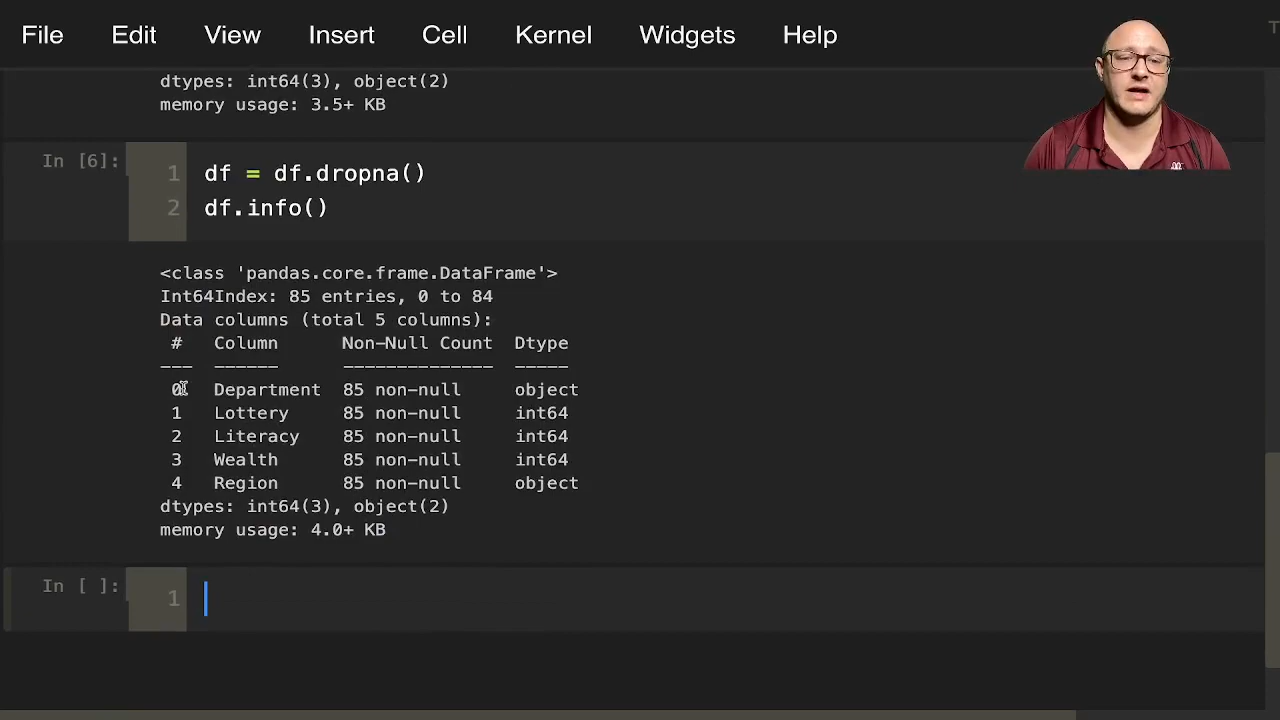 File Edit View Insert Cell Kernel Widgets Help
dtypes: int64(3), object(2)
memory usage: 3.5+ KB
In [6]:
1 df = df.dropna()
2 df.info()
<class 'pandas.core.frame.DataFrame'>
Int64Index: 85 entries, 0 to 84
Data columns (total 5 columns):
# Column Non-Null Count Dtype
--- ------ -------------- -----
0 Department 85 non-null object
1 Lottery 85 non-null int64
2 Literacy 85 non-null int64
3 Wealth 85 non-null int64
4 Region 85 non-null object
dtypes: int64(3), object(2)
memory usage: 4.0+ KB
In [ ]:
1